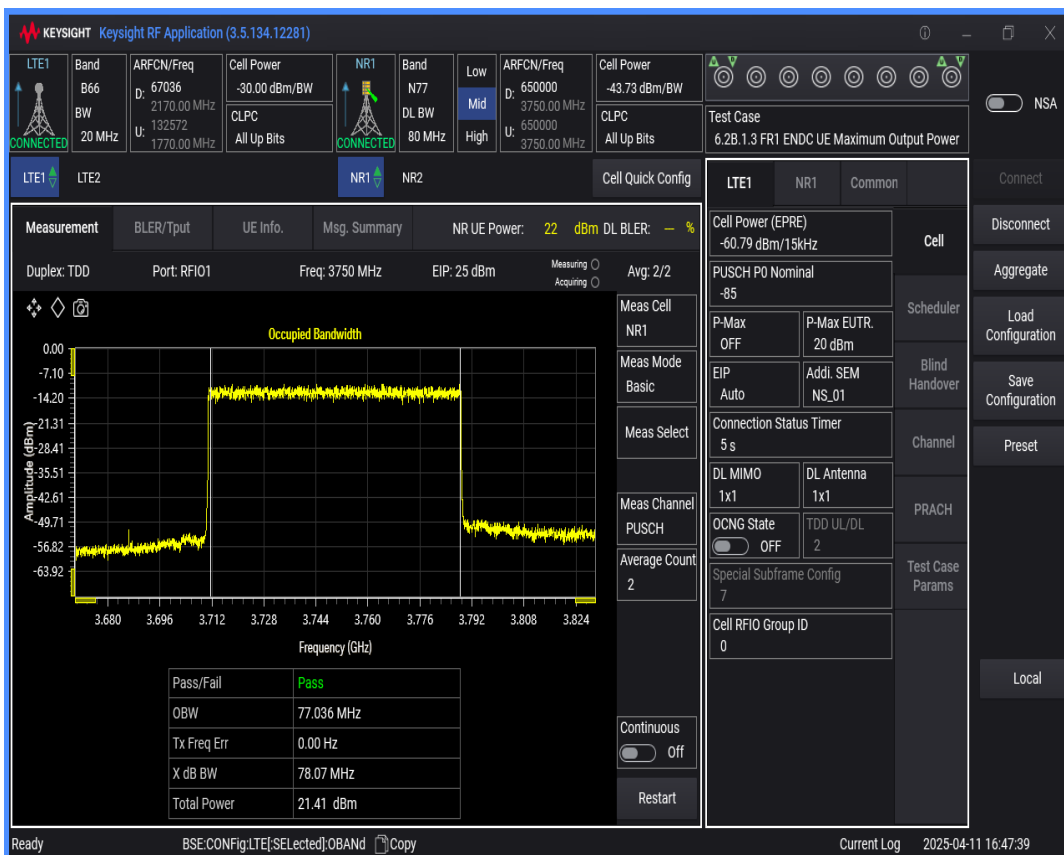 KEYSIGHT Keysight RF Application (3.5.134.12281)
LTE1
CONNECTED
Band
B66
BW
20 MHz
ARFCN/Freq
D: 67036
2170.00 MHz
U: 132572
1770.00 MHz
Cell Power
-30.00 dBm/BW
CLPC
All Up Bits
NR1
CONNECTED
Band
N77
DL BW
80 MHz
Low
Mid
High
ARFCN/Freq
D: 650000
3750.00 MHz
U: 650000
3750.00 MHz
Cell Power
-43.73 dBm/BW
CLPC
All Up Bits
Test Case
6.2B.1.3 FR1 ENDC UE Maximum Output Power
NSA
LTE1 LTE2 NR1 NR2 Cell Quick Config
Measurement BLER/Tput UE Info. Msg. Summary NR UE Power: 22 dBm DL BLER: -- %
Duplex: TDD Port: RFIO1 Freq: 3750 MHz EIP: 25 dBm Measuring Acquiring Avg: 2/2
Occupied Bandwidth
Amplitude (dBm)
0.00
-7.10
-14.20
-21.31
-28.41
-35.51
-42.61
-49.71
-56.82
-63.92
3.680 3.696 3.712 3.728 3.744 3.760 3.776 3.792 3.808 3.824
Frequency (GHz)
Pass/Fail Pass
OBW 77.036 MHz
Tx Freq Err 0.00 Hz
X dB BW 78.07 MHz
Total Power 21.41 dBm
Meas Cell
NR1
Meas Mode
Basic
Meas Select
Meas Channel
PUSCH
Average Count
2
Continuous
Off
Restart
LTE1 NR1 Common
Cell Power (EPRE)
-60.79 dBm/15kHz
PUSCH P0 Nominal
-85
P-Max
OFF
P-Max EUTR.
20 dBm
EIP
Auto
Addi. SEM
NS_01
Connection Status Timer
5 s
DL MIMO
1x1
DL Antenna
1x1
OCNG State
OFF
TDD UL/DL
2
Special Subframe Config
7
Cell RFIO Group ID
0
Cell
Scheduler
Blind
Handover
Channel
PRACH
Test Case
Params
Connect
Disconnect
Aggregate
Load
Configuration
Save
Configuration
Preset
Local
Ready BSE:CONFig:LTE[:SELected]:OBANd Copy Current Log 2025-04-11 16:47:39